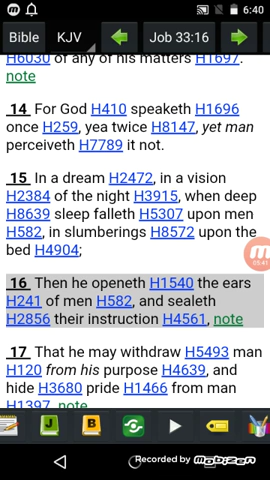 6:40
Bible KJV Job 33:16
H6030 of any of his matters H1697.
note
14 For God H410 speaketh H1696
once H259, yea twice H8147, yet man
perceiveth H7789 it not.
15 In a dream H2472, in a vision
H2384 of the night H3915, when deep
H8639 sleep falleth H5307 upon men
H582, in slumberings H8572 upon the
bed H4904;
05:41
16 Then he openeth H1540 the ears
H241 of men H582, and sealeth
H2856 their instruction H4561, note
17 That he may withdraw H5493 man
H120 from his purpose H4639, and
hide H3680 pride H1466 from man
H1397. note
J B
Recorded by MOBIZEN